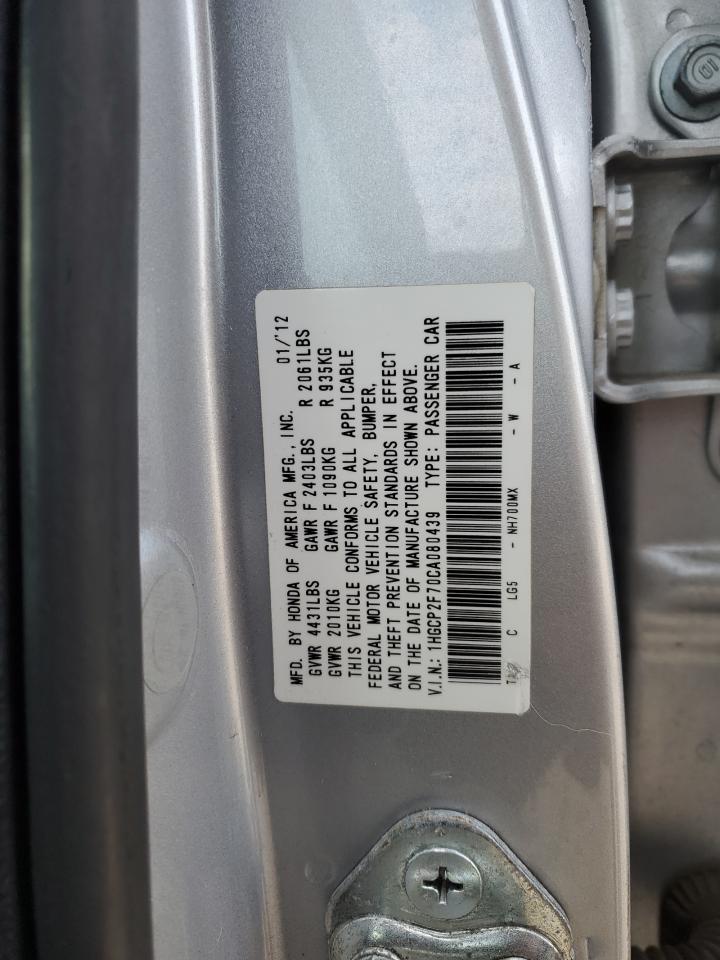 MFD. BY HONDA OF AMERICA MFG., INC. 01/'12
GVWR 4431LBS GAWR F 2403LBS R 2061LBS
GVWR 2010KG GAWR F 1090KG R 935KG
THIS VEHICLE CONFORMS TO ALL APPLICABLE
FEDERAL MOTOR VEHICLE SAFETY, BUMPER,
AND THEFT PREVENTION STANDARDS IN EFFECT
ON THE DATE OF MANUFACTURE SHOWN ABOVE.
V.I.N.: 1HGCP2F70CA080439 TYPE: PASSENGER CAR
C LG5 - NH700MX - W - A